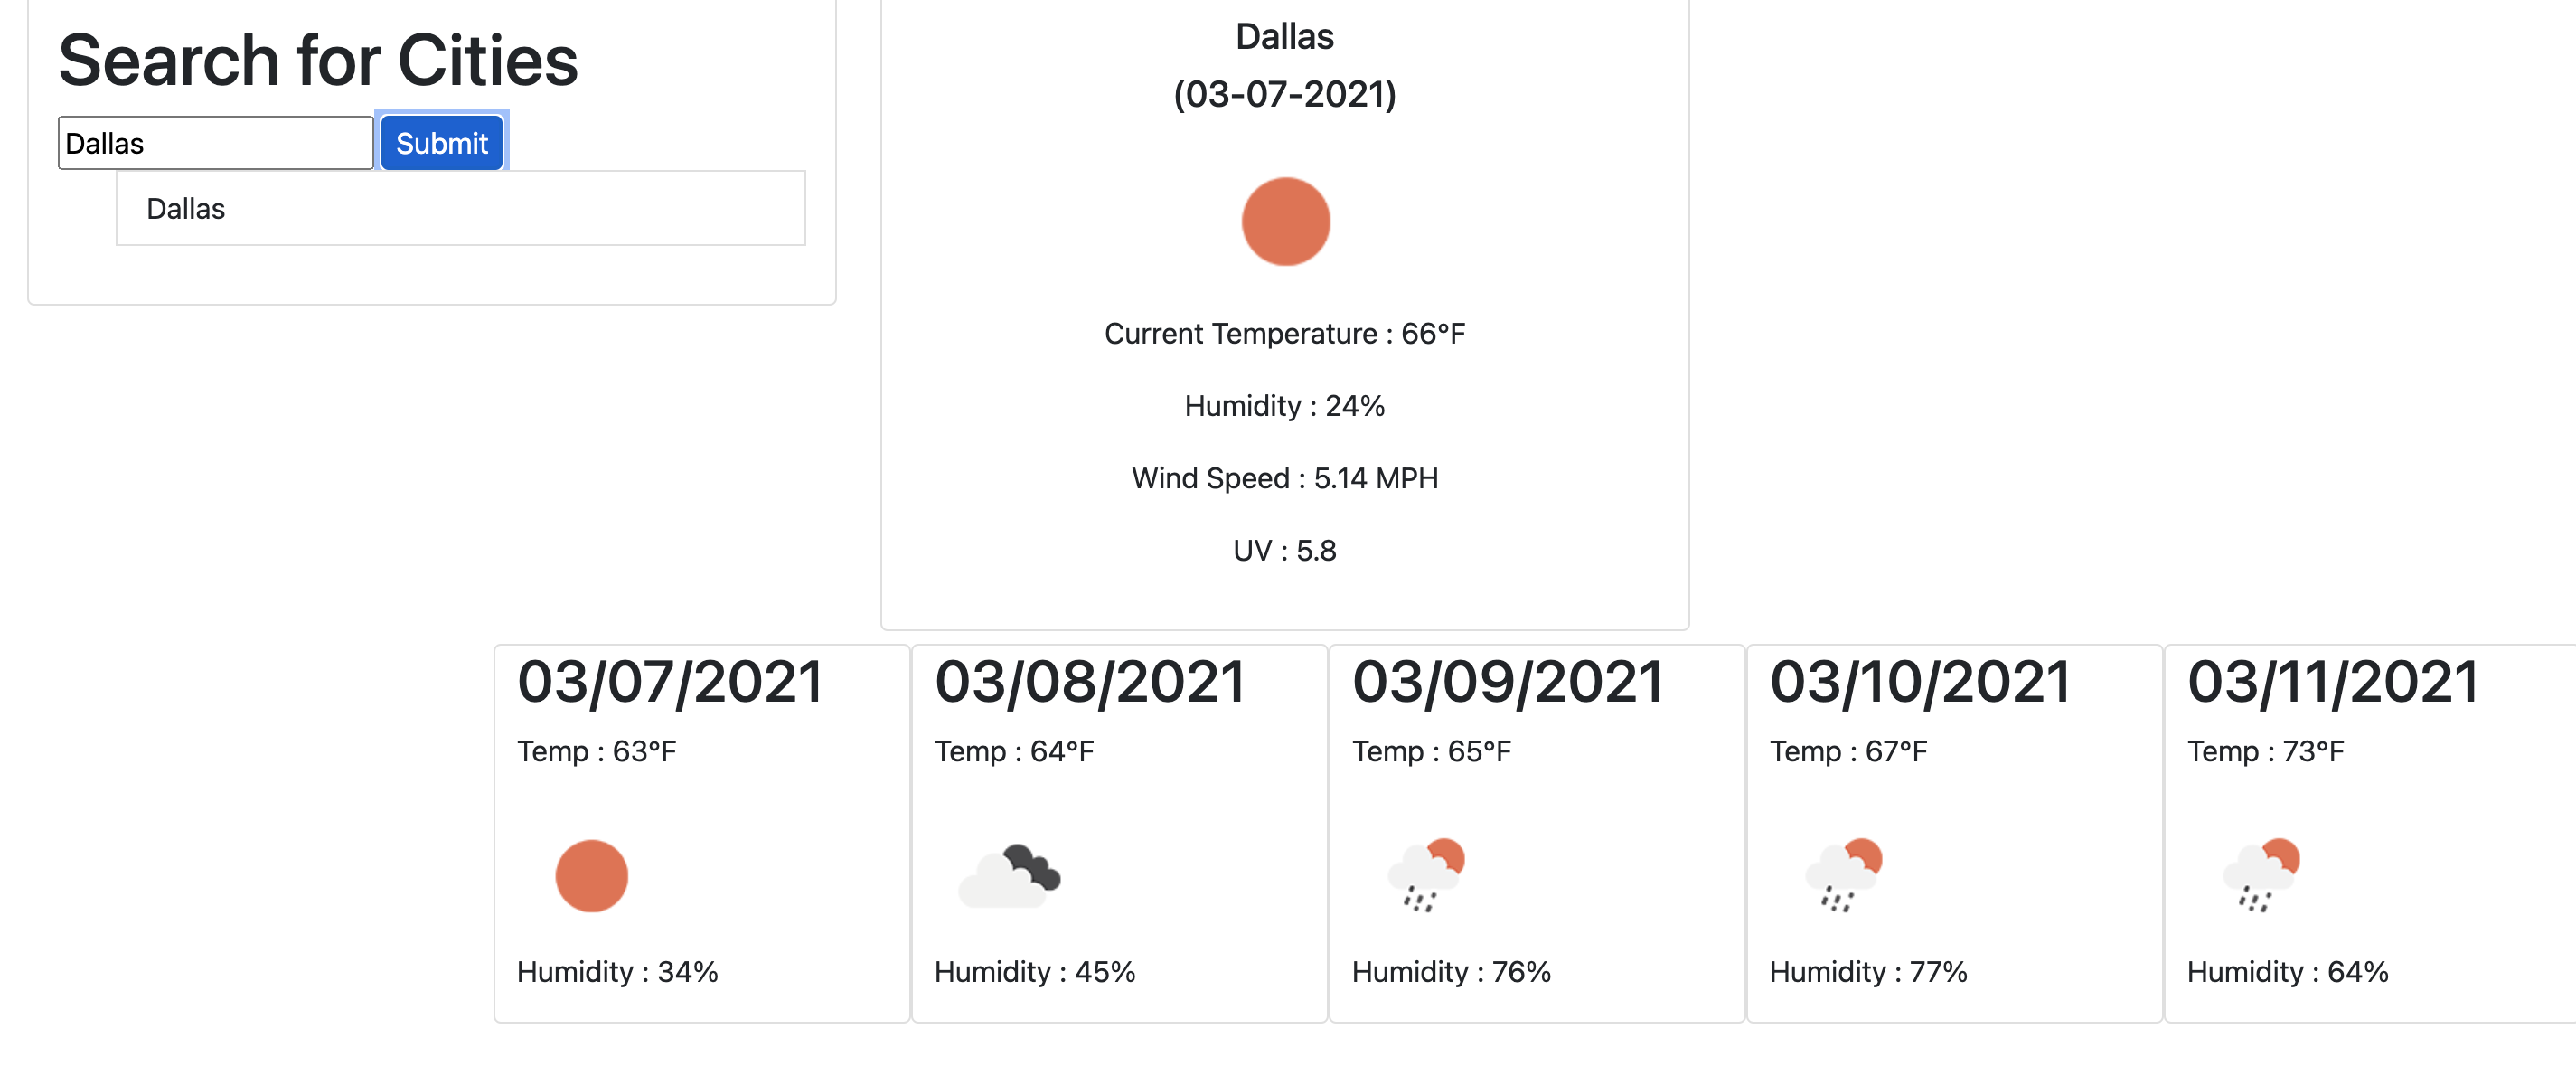 Search for Cities
Dallas Submit
Dallas
Dallas
(03-07-2021)
Current Temperature : 66°F
Humidity : 24%
Wind Speed : 5.14 MPH
UV : 5.8
03/07/2021
Temp : 63°F
Humidity : 34%
03/08/2021
Temp : 64°F
Humidity : 45%
03/09/2021
Temp : 65°F
Humidity : 76%
03/10/2021
Temp : 67°F
Humidity : 77%
03/11/2021
Temp : 73°F
Humidity : 64%